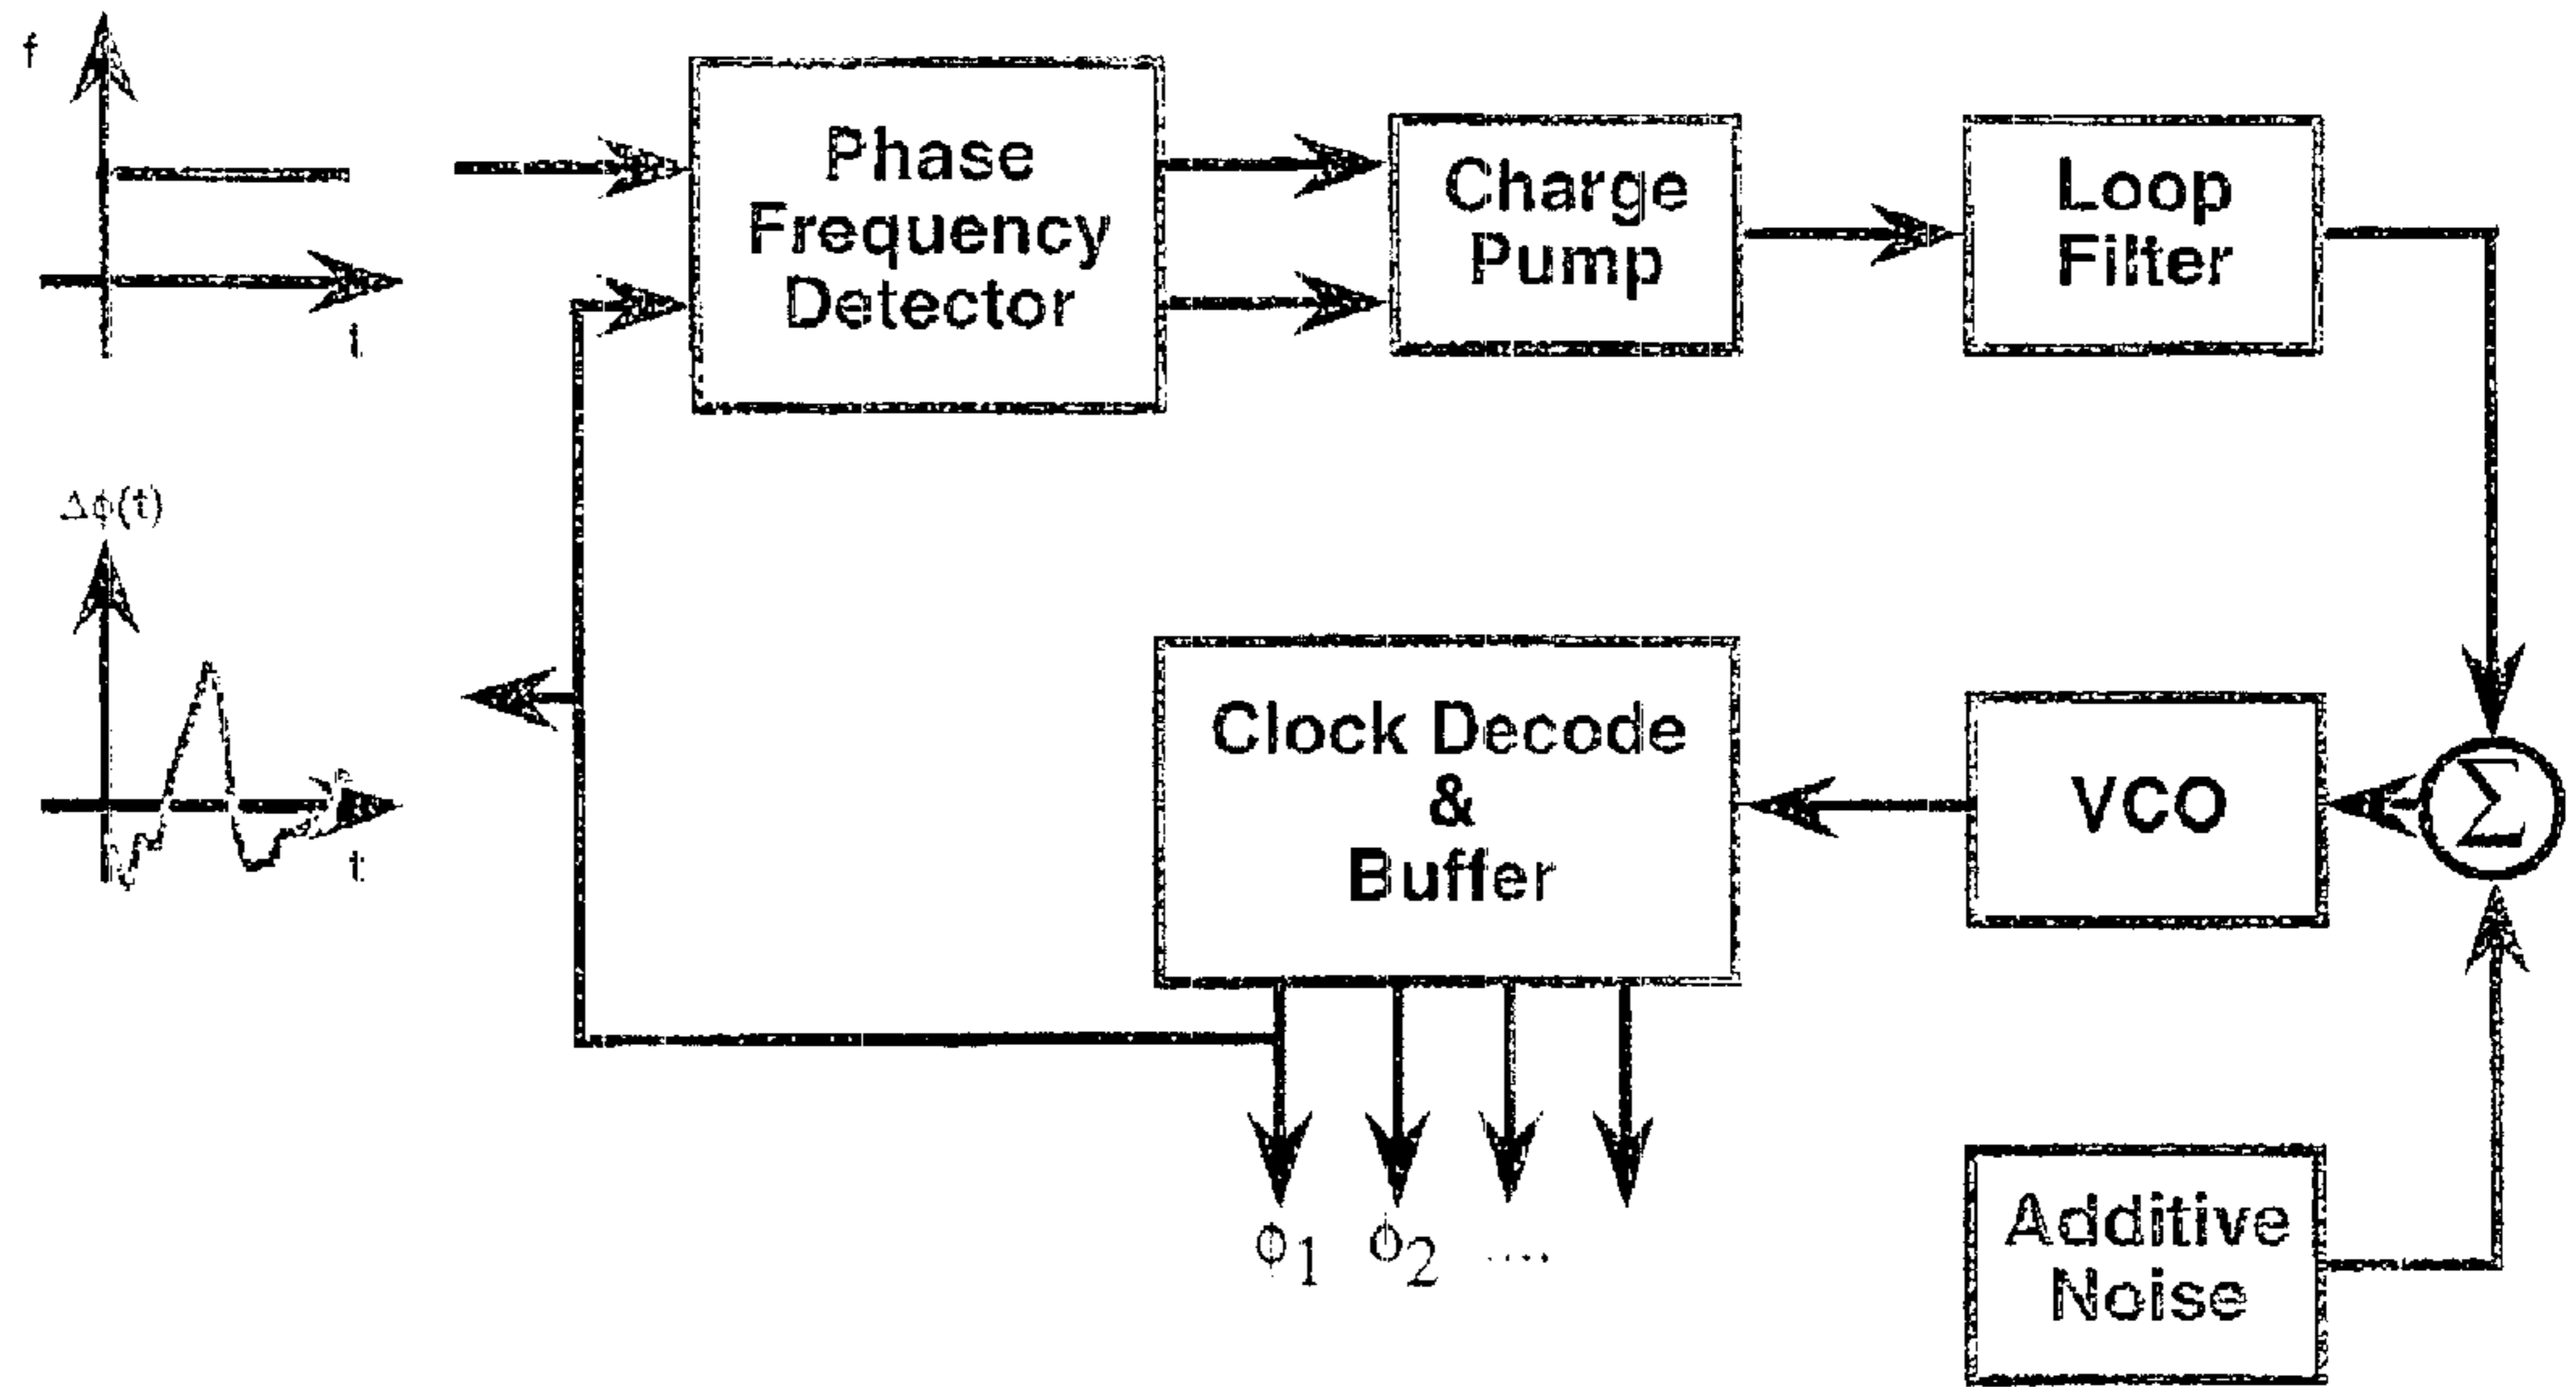 f
t
Phase
Frequency
Detector
Charge
Pump
Loop
Filter
Δϕ(t)
t
Clock Decode
&
Buffer
VCO
Σ
Φ1 Φ2 ....
Additive
Noise